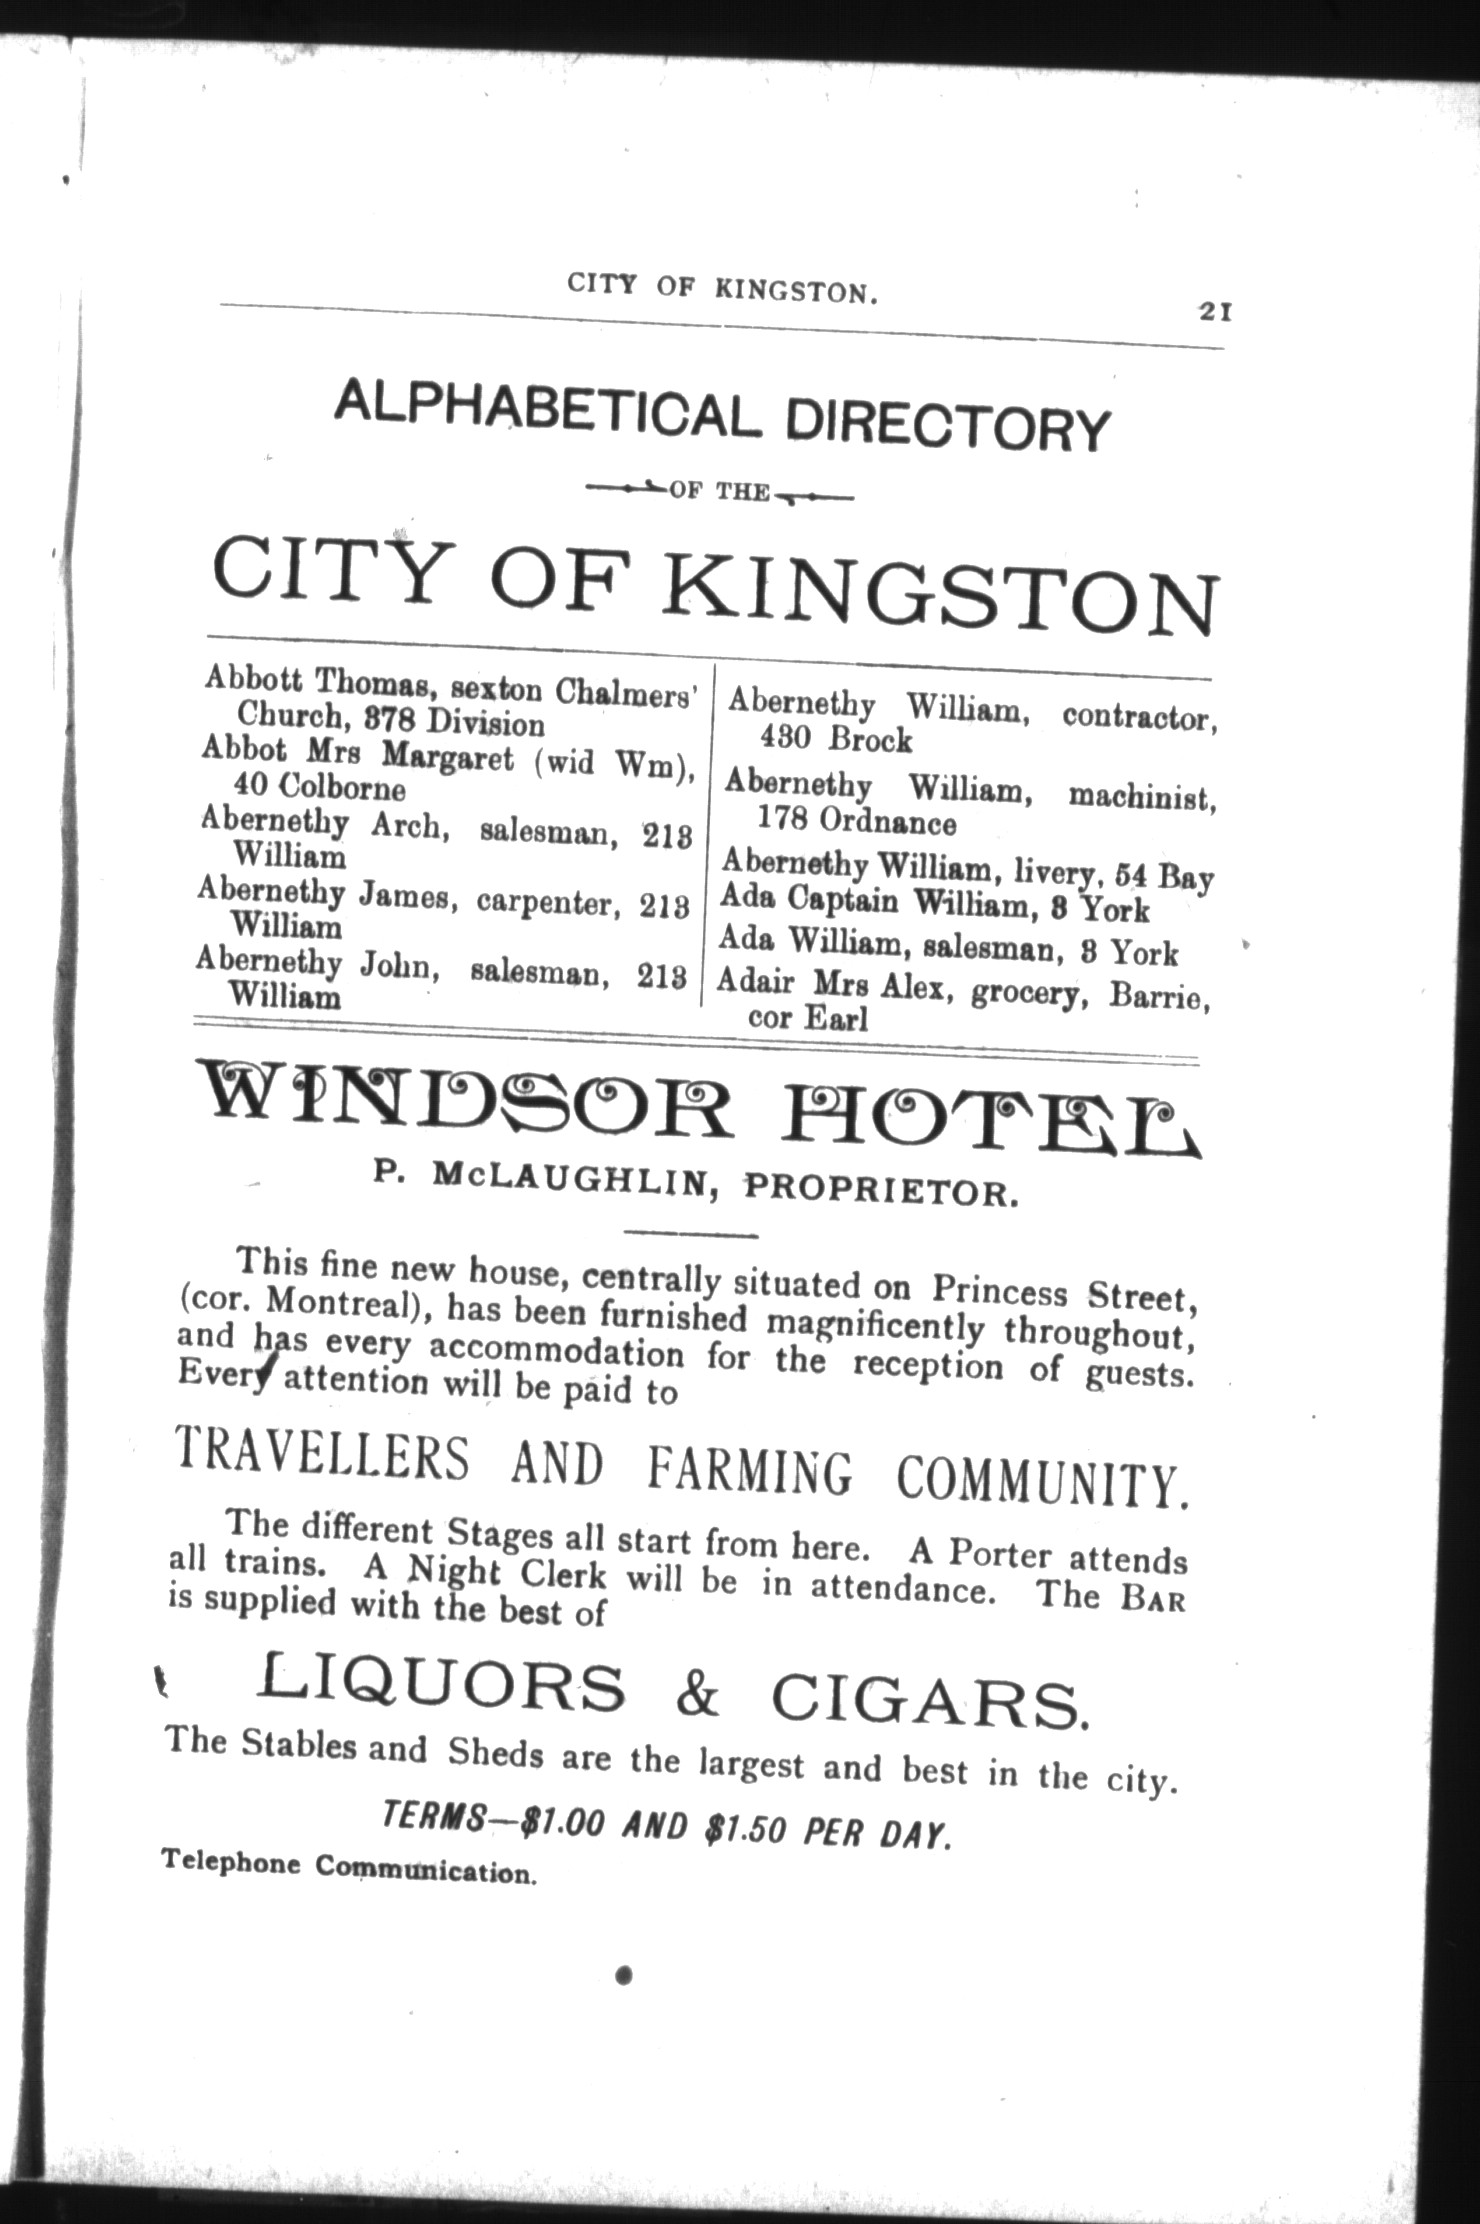 CITY OF KINGSTON.
21
ALPHABETICAL DIRECTORY
OF THE
CITY OF KINGSTON
Abbott Thomas, sexton Chalmers'
Church, 378 Division
Abbot Mrs Margaret (wid Wm),
40 Colborne
Abernethy Arch, salesman, 213
William
Abernethy James, carpenter, 213
William
Abernethy John, salesman, 213
William
Abernethy William, contractor,
430 Brock
Abernethy William, machinist,
178 Ordnance
Abernethy William, livery, 54 Bay
Ada Captain William, 3 York
Ada William, salesman, 3 York
Adair Mrs Alex, grocery, Barrie,
cor Earl
WINDSOR HOTEL
P. McLAUGHLIN, PROPRIETOR.
This fine new house, centrally situated on Princess Street,
(cor. Montreal), has been furnished magnificently throughout,
and has every accommodation for the reception of guests.
Every attention will be paid to
TRAVELLERS AND FARMING COMMUNITY.
The different Stages all start from here. A Porter attends
all trains. A Night Clerk will be in attendance. The BAR
is supplied with the best of
LIQUORS & CIGARS.
The Stables and Sheds are the largest and best in the city.
TERMS—$1.00 AND $1.50 PER DAY.
Telephone Communication.